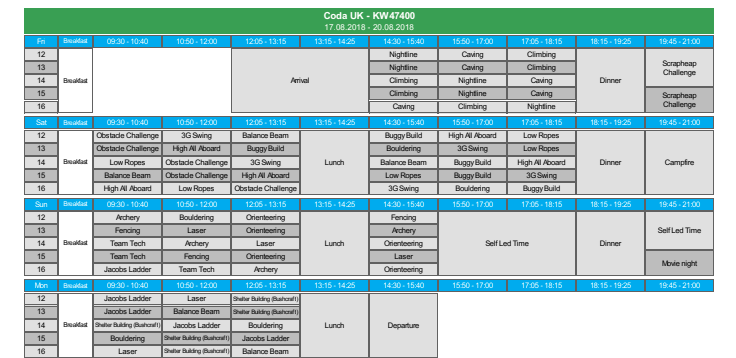 Coda UK - KW47400
17.08.2018 - 20.08.2018
Fri Breakfast 09:30 - 10:40 10:50 - 12:00 12:05 - 13:15 13:15 - 14:25 14:30 - 15:40 15:50 - 17:00 17:05 - 18:15 18:15 - 19:25 19:45 - 21:00
12 Nightline Caving Climbing
13 Nightline Caving Climbing
Scrapheap Challenge
14 Breakfast Arrival Climbing Nightline Caving Dinner
15 Climbing Nightline Caving
Scrapheap Challenge
16 Caving Climbing Nightline
Sat Breakfast 09:30 - 10:40 10:50 - 12:00 12:05 - 13:15 13:15 - 14:25 14:30 - 15:40 15:50 - 17:00 17:05 - 18:15 18:15 - 19:25 19:45 - 21:00
12 Obstacle Challenge 3G Swing Balance Beam Buggy Build High All Aboard Low Ropes
13 Obstacle Challenge High All Aboard Buggy Build Bouldering 3G Swing Low Ropes
14 Breakfast Low Ropes Obstacle Challenge 3G Swing Lunch Balance Beam Buggy Build High All Aboard Dinner Campfire
15 Balance Beam Obstacle Challenge High All Aboard Low Ropes Buggy Build 3G Swing
16 High All Aboard Low Ropes Obstacle Challenge 3G Swing Bouldering Buggy Build
Sun Breakfast 09:30 - 10:40 10:50 - 12:00 12:05 - 13:15 13:15 - 14:25 14:30 - 15:40 15:50 - 17:00 17:05 - 18:15 18:15 - 19:25 19:45 - 21:00
12 Archery Bouldering Orienteering Fencing
13 Fencing Laser Orienteering Archery Self Led Time
14 Breakfast Team Tech Archery Laser Lunch Orienteering Self Led Time Dinner
15 Team Tech Fencing Orienteering Laser
Movie night
16 Jacobs Ladder Team Tech Archery Orienteering
Mon Breakfast 09:30 - 10:40 10:50 - 12:00 12:05 - 13:15 13:15 - 14:25 14:30 - 15:40 15:50 - 17:00 17:05 - 18:15 18:15 - 19:25 19:45 - 21:00
12 Jacobs Ladder Laser Shelter Building (Bushcraft1)
13 Jacobs Ladder Balance Beam Shelter Building (Bushcraft1)
14 Breakfast Shelter Building (Bushcraft1) Jacobs Ladder Bouldering Lunch Departure
15 Bouldering Shelter Building (Bushcraft1) Jacobs Ladder
16 Laser Shelter Building (Bushcraft1) Balance Beam